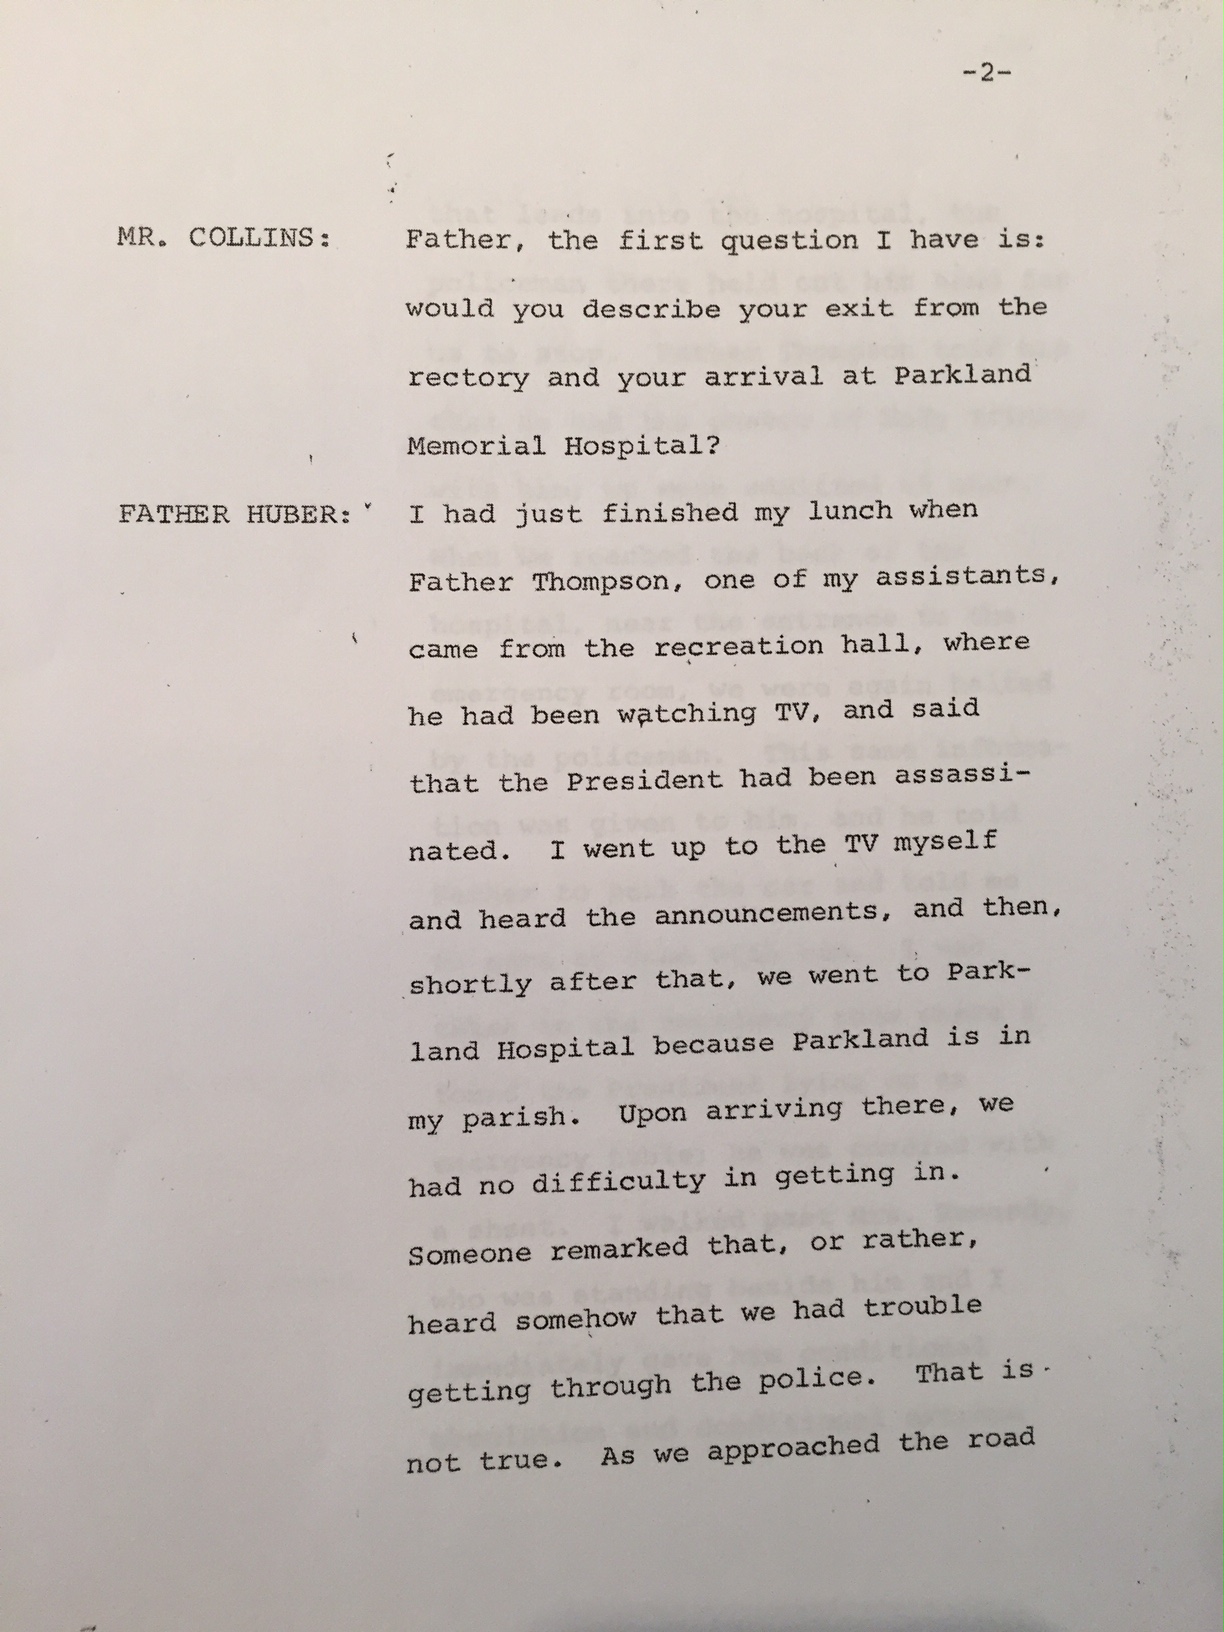 -2-
MR. COLLINS: Father, the first question I have is:
would you describe your exit from the
rectory and your arrival at Parkland
Memorial Hospital?
FATHER HUBER: I had just finished my lunch when
Father Thompson, one of my assistants,
came from the recreation hall, where
he had been watching TV, and said
that the President had been assassi-
nated. I went up to the TV myself
and heard the announcements, and then,
shortly after that, we went to Park-
land Hospital because Parkland is in
my parish. Upon arriving there, we
had no difficulty in getting in.
Someone remarked that, or rather,
heard somehow that we had trouble
getting through the police. That is
not true. As we approached the road